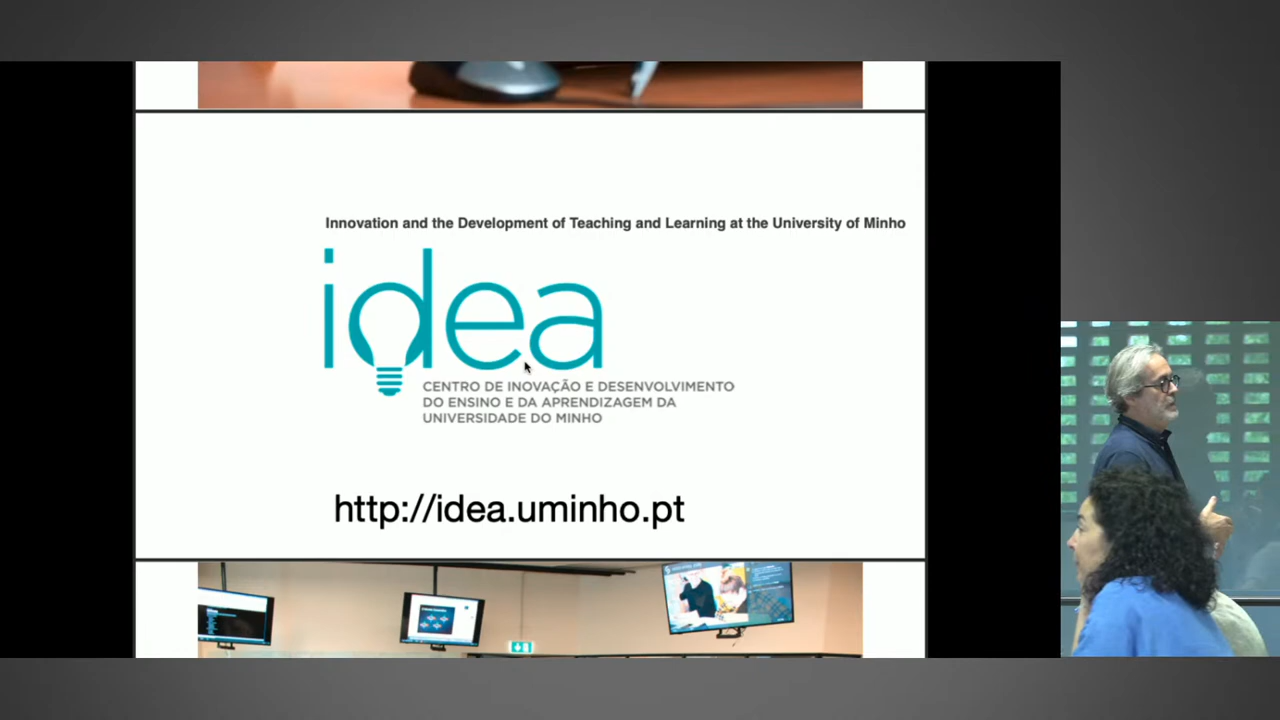 Innovation and the Development of Teaching and Learning at the University of Minho
idea
CENTRO DE INOVAÇÃO E DESENVOLVIMENTO
DO ENSINO E DA APRENDIZAGEM DA
UNIVERSIDADE DO MINHO
http://idea.uminho.pt